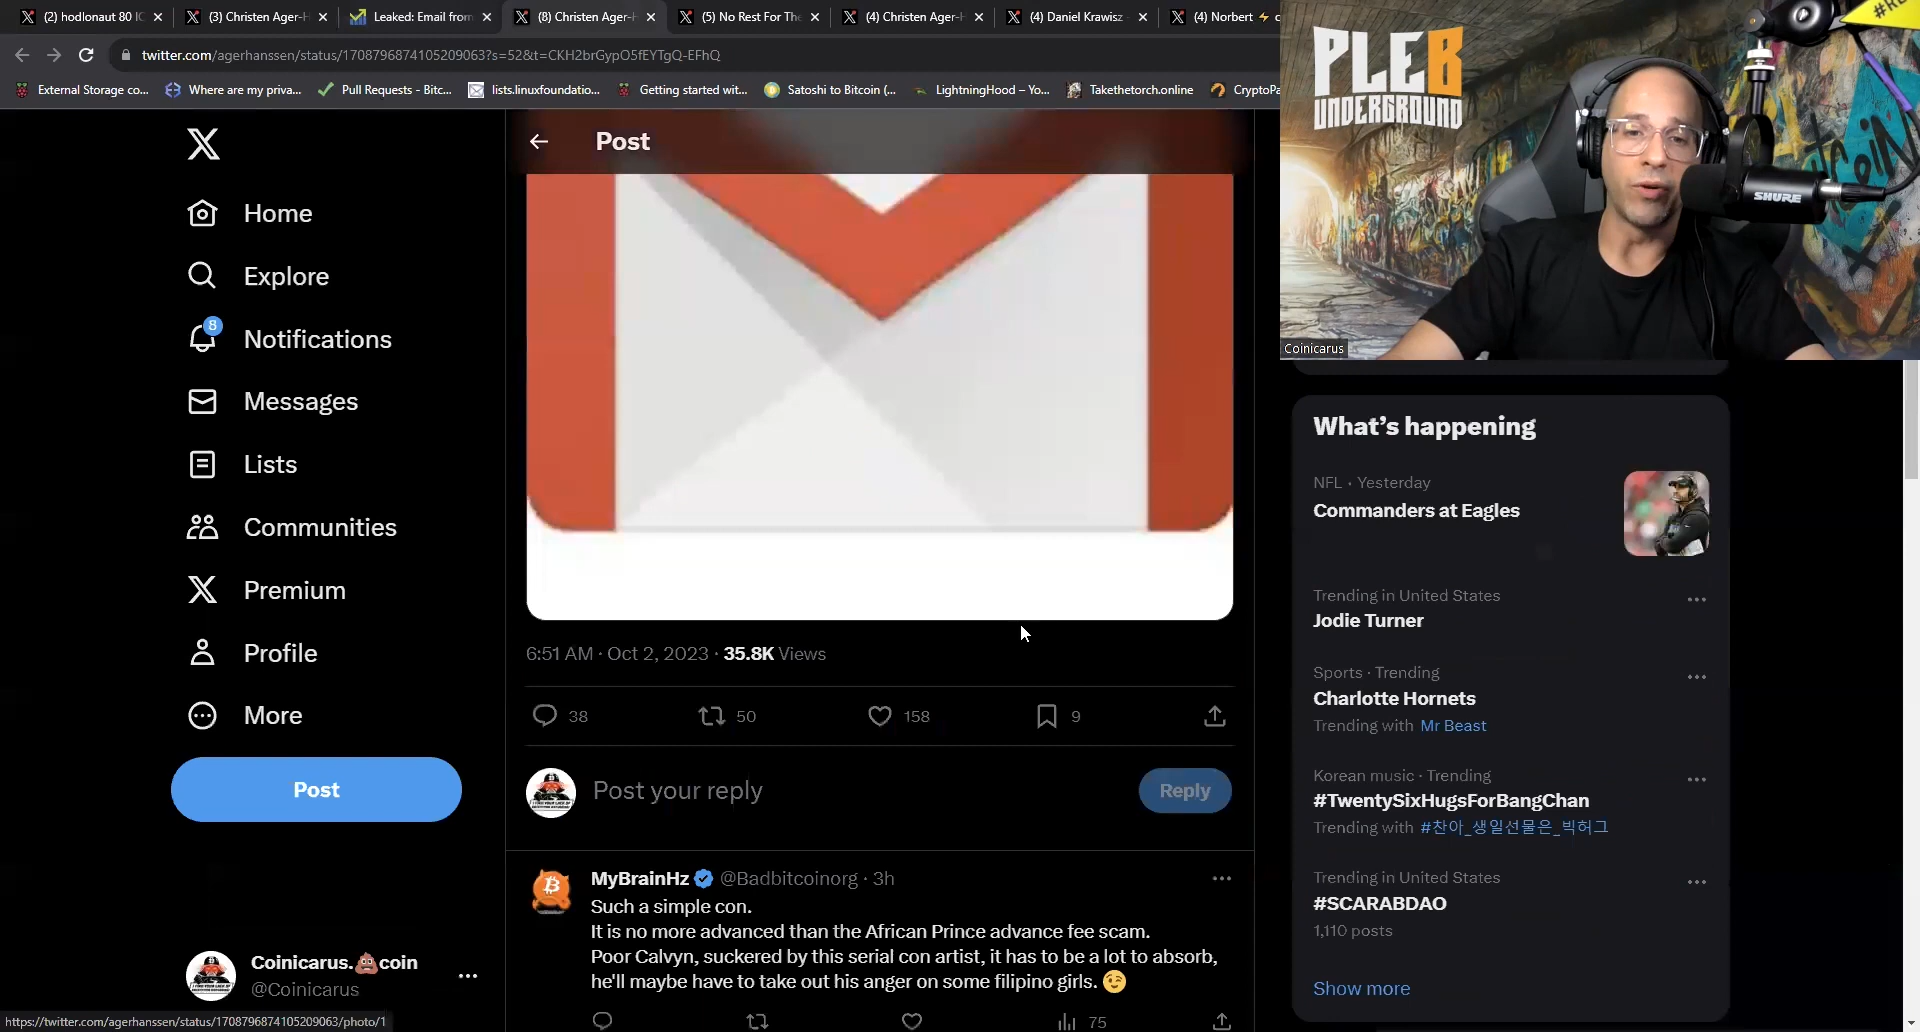 (2) hodlonaut 80 IC
(3) Christen Ager-H
Leaked: Email from
(8) Christen Ager-H
(5) No Rest For The
(4) Christen Ager-H
(4) Daniel Krawisz
(4) Norbert ⚡ c
twitter.com/agerhanssen/status/1708796874105209063?s=52&t=CKH2brGypO5fEYTgQ-EFhQ
External Storage co...
Where are my priva...
Pull Requests - Bitc...
lists.linuxfoundatio...
Getting started wit...
Satoshi to Bitcoin (...
LightningHood – Yo...
Takethetorch.online
CryptoPa
PLEB
UNDERGROUND
SHURE
Coinicarus
Post
Home
Explore
8
Notifications
Messages
Lists
Communities
Premium
Profile
More
Post
Coinicarus.💩coin
@Coinicarus
6:51 AM · Oct 2, 2023 · 35.8K Views
38 50 158 9
Post your reply
Reply
MyBrainHz @Badbitcoinorg · 3h
Such a simple con.
It is no more advanced than the African Prince advance fee scam.
Poor Calvyn, suckered by this serial con artist, it has to be a lot to absorb,
he'll maybe have to take out his anger on some filipino girls. 😉
75
What's happening
NFL · Yesterday
Commanders at Eagles
Trending in United States
Jodie Turner
Sports · Trending
Charlotte Hornets
Trending with Mr Beast
Korean music · Trending
#TwentySixHugsForBangChan
Trending with #찬아_생일선물은_빅허그
Trending in United States
#SCARABDAO
1,110 posts
Show more
https://twitter.com/agerhanssen/status/1708796874105209063/photo/1